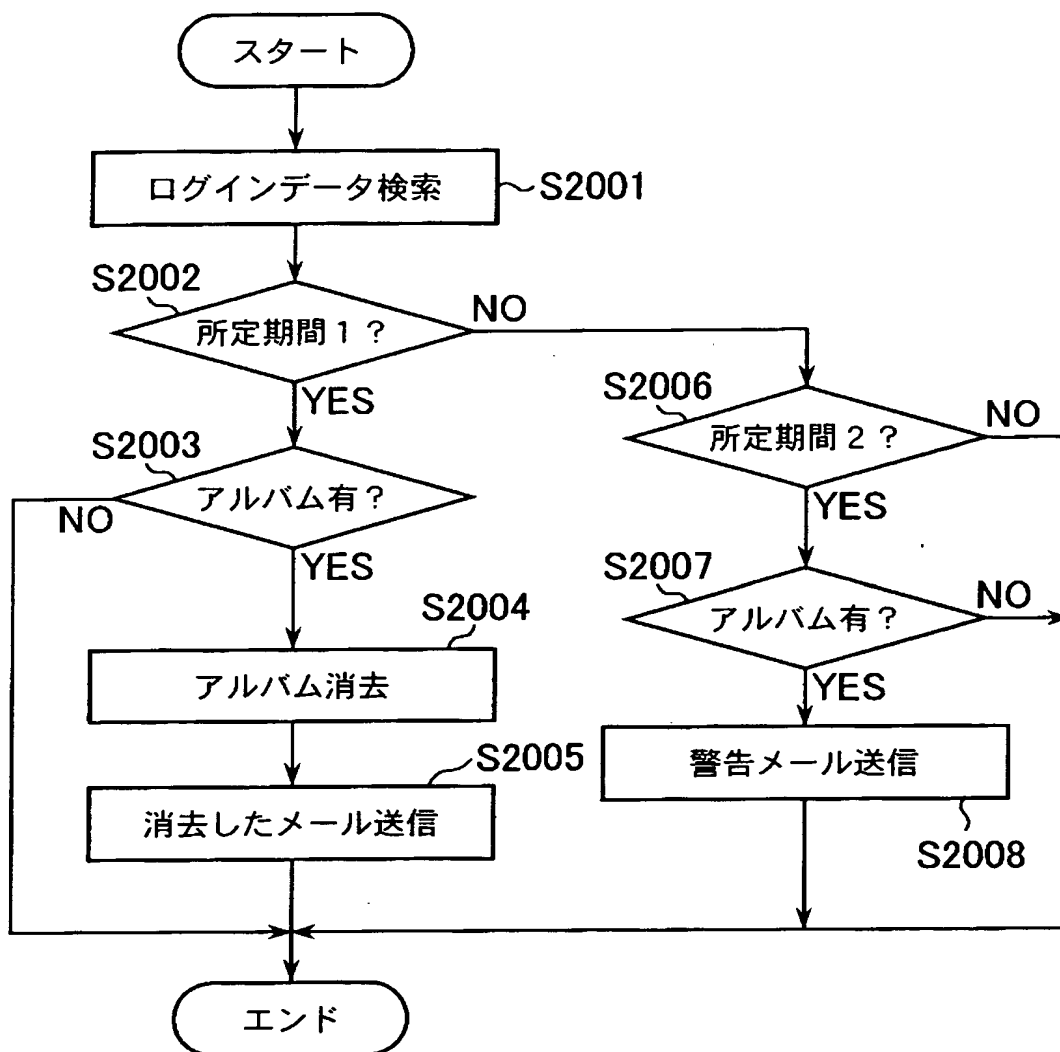 スタート
ログインデータ検索
S2001
S2002
所定期間1?
NO
YES
S2003
アルバム有?
NO
YES
S2004
アルバム消去
S2005
消去したメール送信
S2006
所定期間2?
NO
YES
S2007
アルバム有?
NO
YES
警告メール送信
S2008
エンド